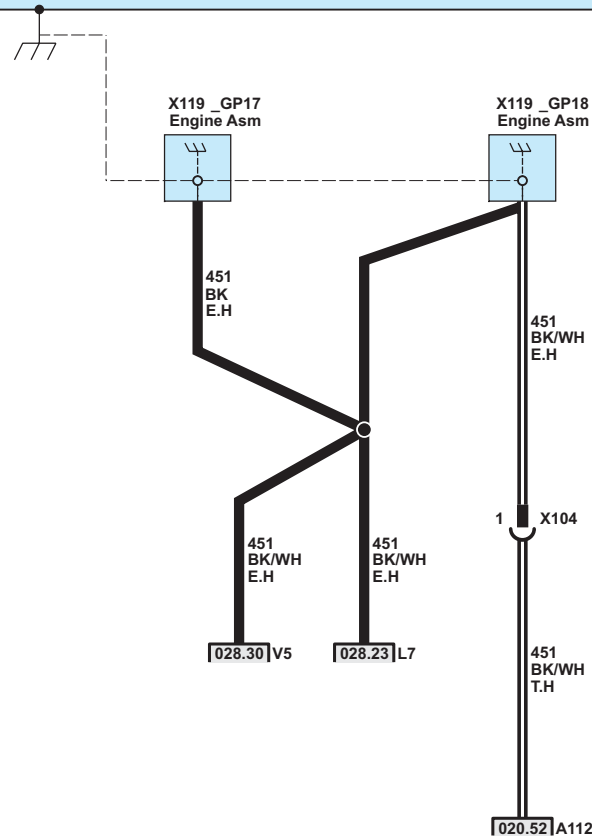 X119 _GP17
Engine Asm
X119 _GP18
Engine Asm
451
BK
E.H
451
BK/WH
E.H
1 X104
451
BK/WH
E.H
451
BK/WH
E.H
028.30 V5
028.23 L7
451
BK/WH
T.H
020.52 A112